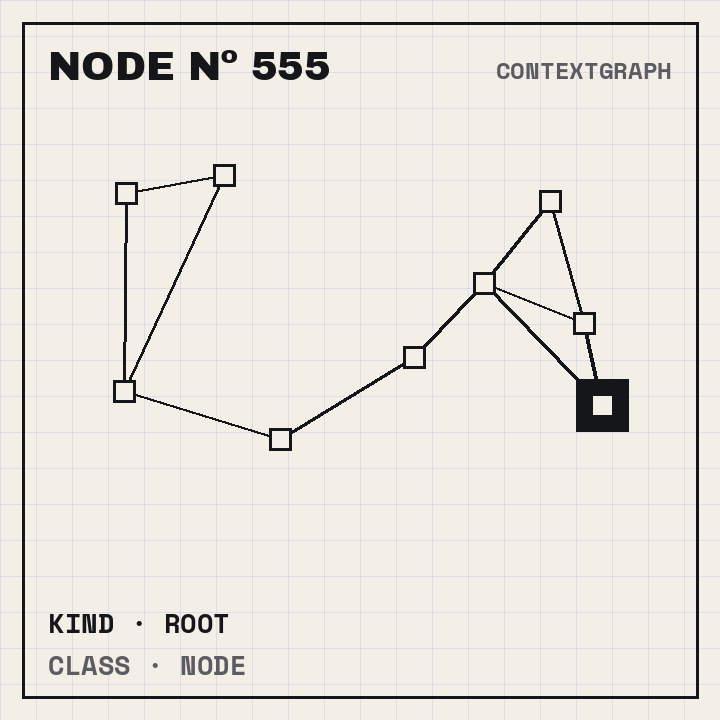 NODE Nº 555
CONTEXTGRAPH
KIND · ROOT
CLASS · NODE